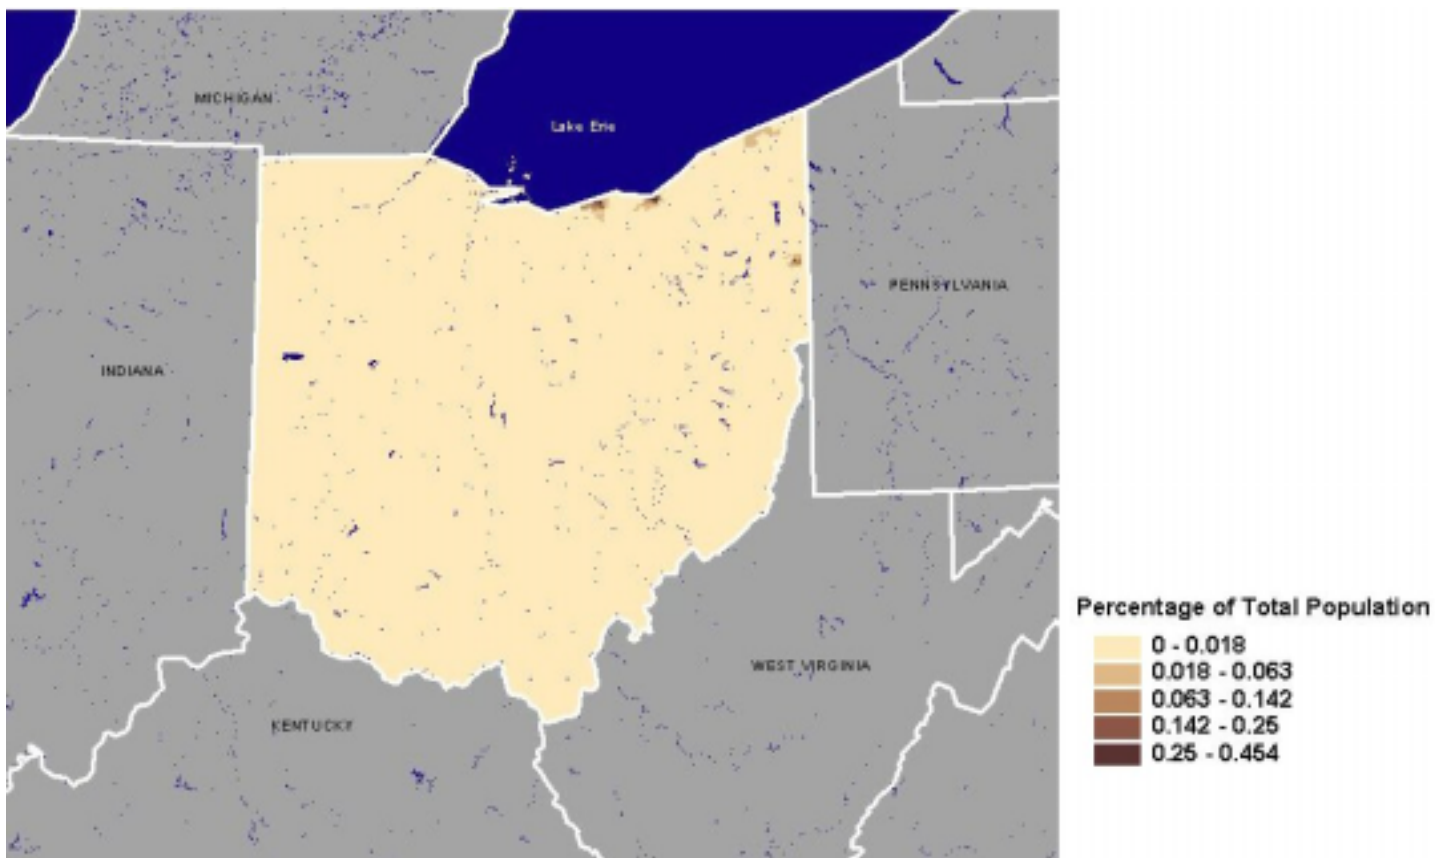 MICHIGAN
Lake Erie
PENNSYLVANIA
INDIANA
WEST VIRGINIA
KENTUCKY
Percentage of Total Population
0 - 0.018
0.018 - 0.063
0.063 - 0.142
0.142 - 0.25
0.25 - 0.454